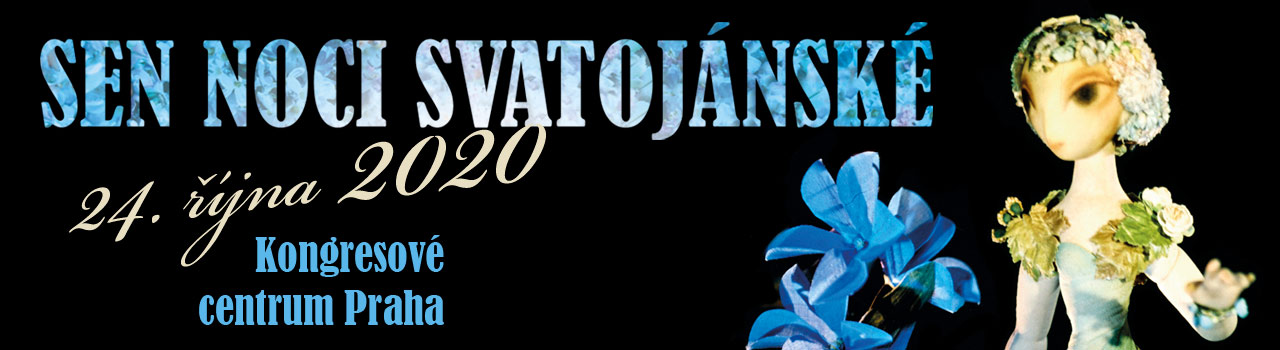 SEN NOCI SVATOJÁNSKÉ
24. října 2020
Kongresové
centrum Praha